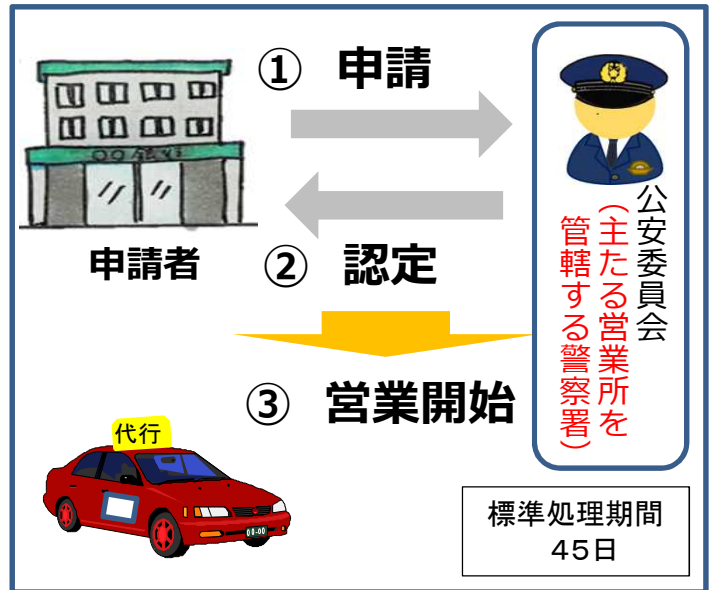 ① 申請
申請者
② 認定
公安委員会
（主たる営業所を
管轄する警察署）
③ 営業開始
代行
00-00
標準処理期間
45日